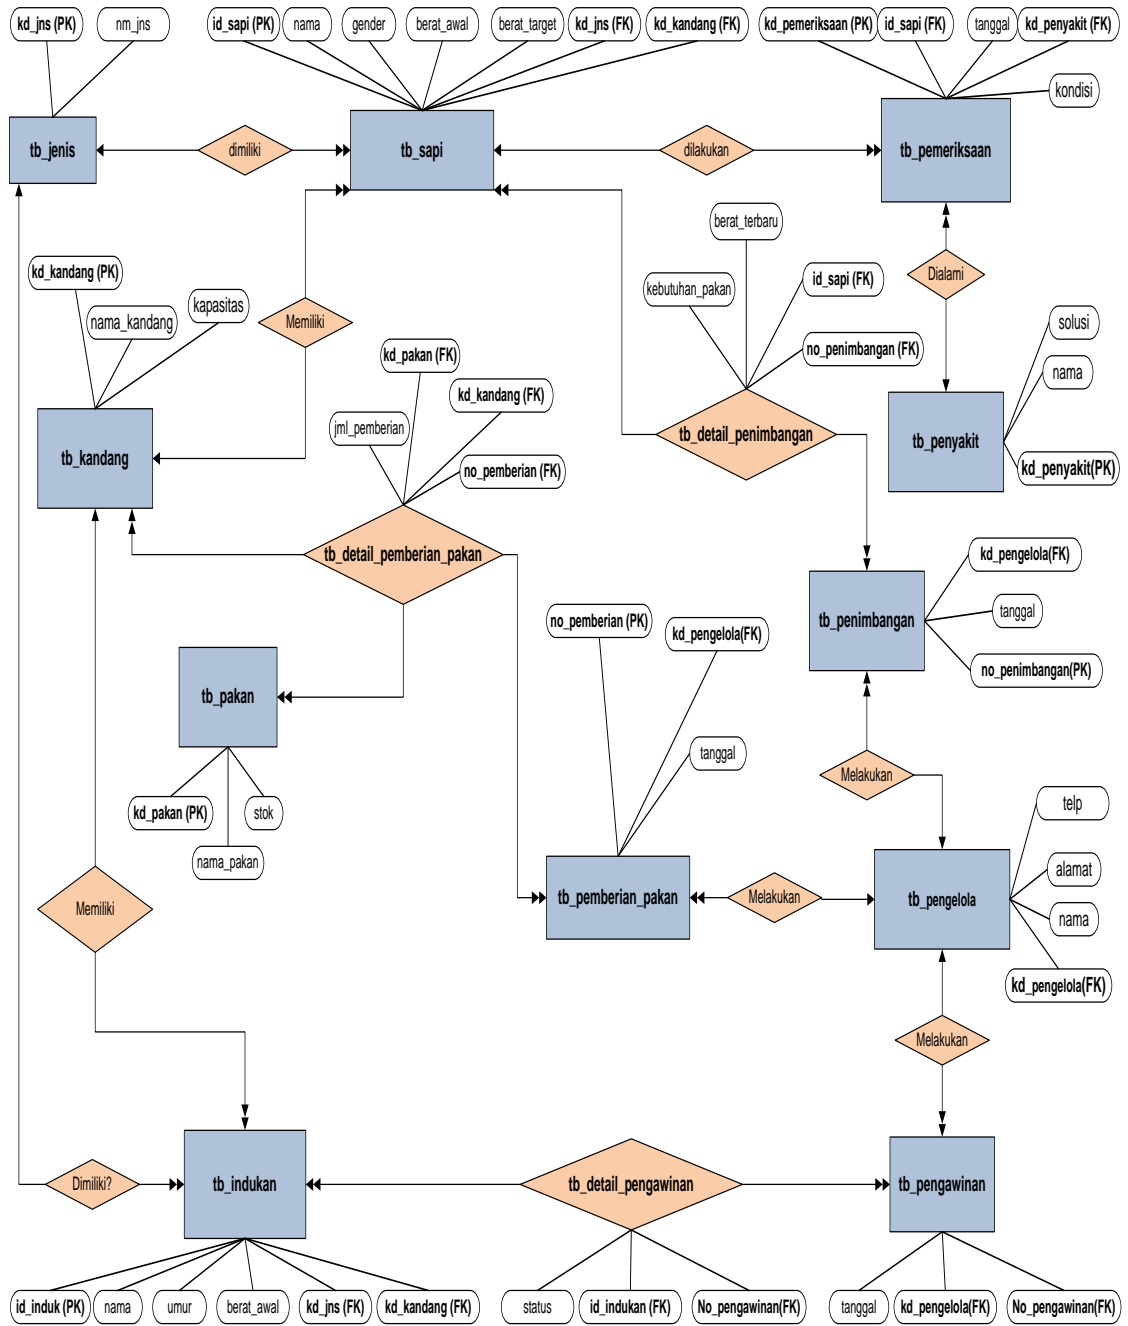 kd_jns (PK)
nm_jns
id_sapi (PK)
nama
gender
berat_awal
berat_target
kd_jns (FK)
kd_kandang (FK)
kd_pemeriksaan (PK)
id_sapi (FK)
tanggal
kd_penyakit (FK)
kondisi
tb_jenis
dimiliki
tb_sapi
dilakukan
tb_pemeriksaan
berat_terbaru
kd_kandang (PK)
nama_kandang
kapasitas
Memiliki
kebutuhan_pakan
id_sapi (FK)
no_penimbangan (FK)
Dialami
solusi
nama
kd_penyakit(PK)
kd_pakan (FK)
kd_kandang (FK)
jml_pemberian
no_pemberian (FK)
tb_kandang
tb_detail_penimbangan
tb_penyakit
tb_detail_pemberian_pakan
kd_pengelola(FK)
tanggal
no_penimbangan(PK)
tb_penimbangan
no_pemberian (PK)
kd_pengelola(FK)
tanggal
tb_pakan
kd_pakan (PK)
stok
nama_pakan
Melakukan
telp
alamat
nama
kd_pengelola(FK)
Memiliki
tb_pemberian_pakan
Melakukan
tb_pengelola
Melakukan
Dimiliki?
tb_indukan
tb_detail_pengawinan
tb_pengawinan
id_induk (PK)
nama
umur
berat_awal
kd_jns (FK)
kd_kandang (FK)
status
id_indukan (FK)
No_pengawinan(FK)
tanggal
kd_pengelola(FK)
No_pengawinan(FK)